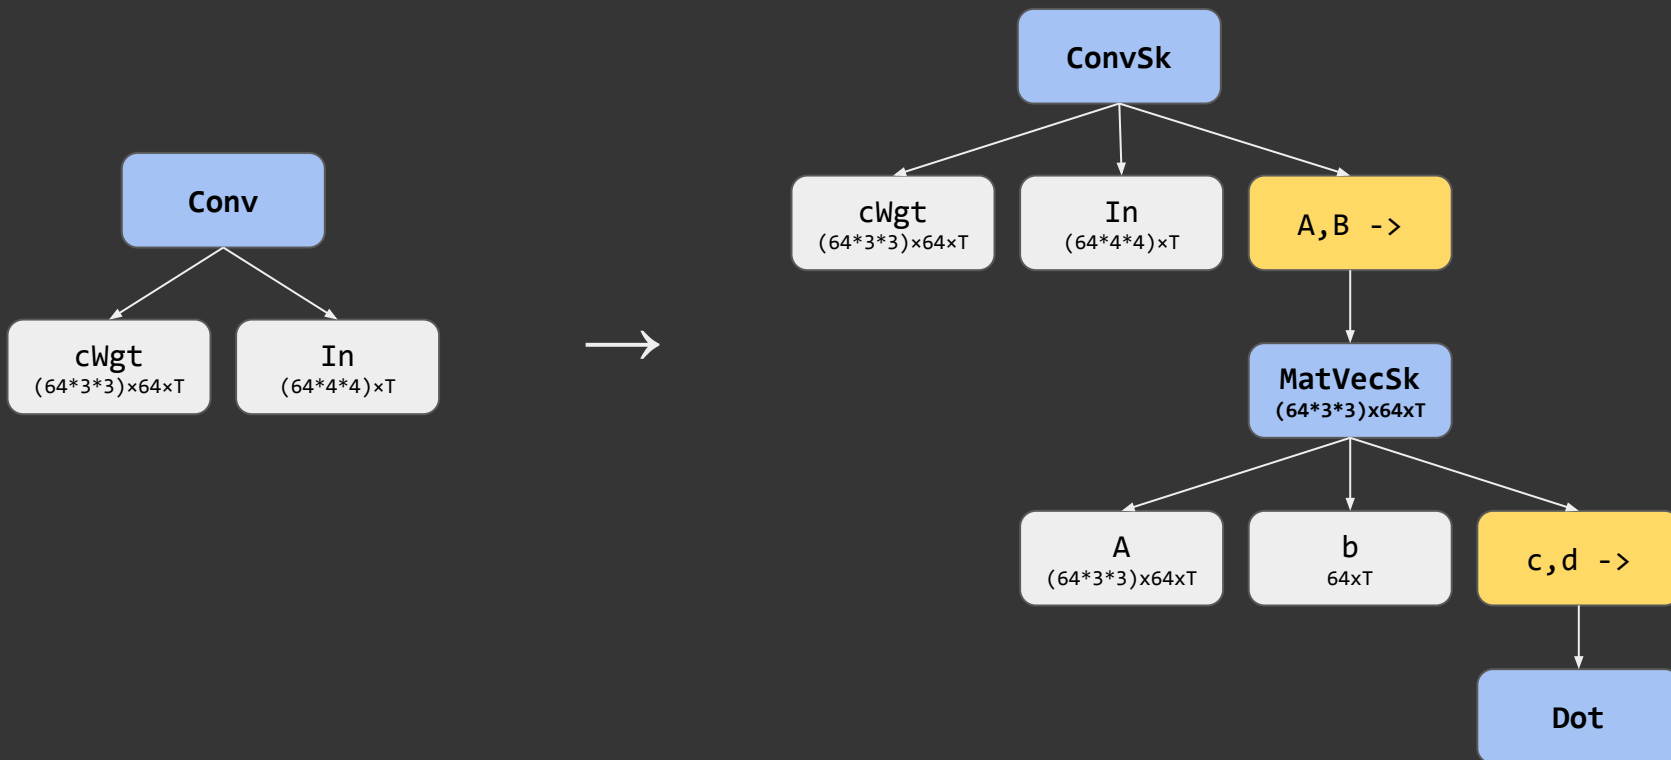 Conv
cWgt
(64*3*3)×64×T
In
(64*4*4)×T
→
ConvSk
cWgt
(64*3*3)×64×T
In
(64*4*4)×T
A,B ->
MatVecSk
(64*3*3)x64xT
A
(64*3*3)x64xT
b
64xT
c,d ->
Dot